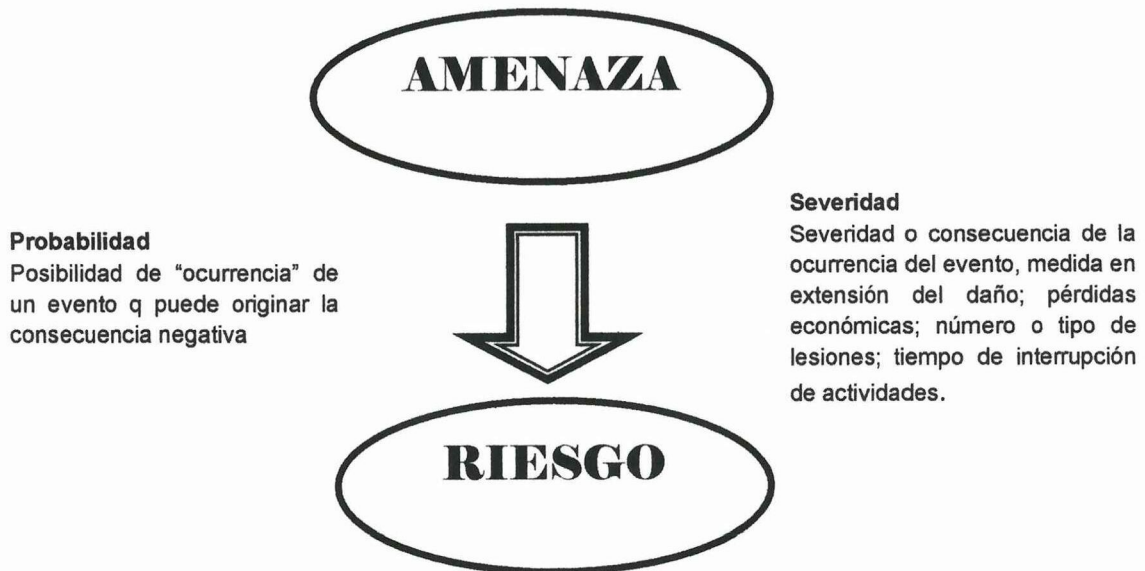 AMENAZA
Probabilidad
Posibilidad de “ocurrencia” de
un evento q puede originar la
consecuencia negativa
Severidad
Severidad o consecuencia de la
ocurrencia del evento, medida en
extensión del daño; pérdidas
económicas; número o tipo de
lesiones; tiempo de interrupción
de actividades.
RIESGO